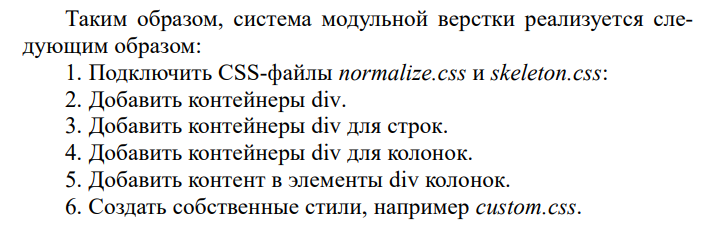 Таким образом, система модульной верстки реализуется сле-
дующим образом:
1. Подключить CSS-файлы normalize.css и skeleton.css:
2. Добавить контейнеры div.
3. Добавить контейнеры div для строк.
4. Добавить контейнеры div для колонок.
5. Добавить контент в элементы div колонок.
6. Создать собственные стили, например custom.css.